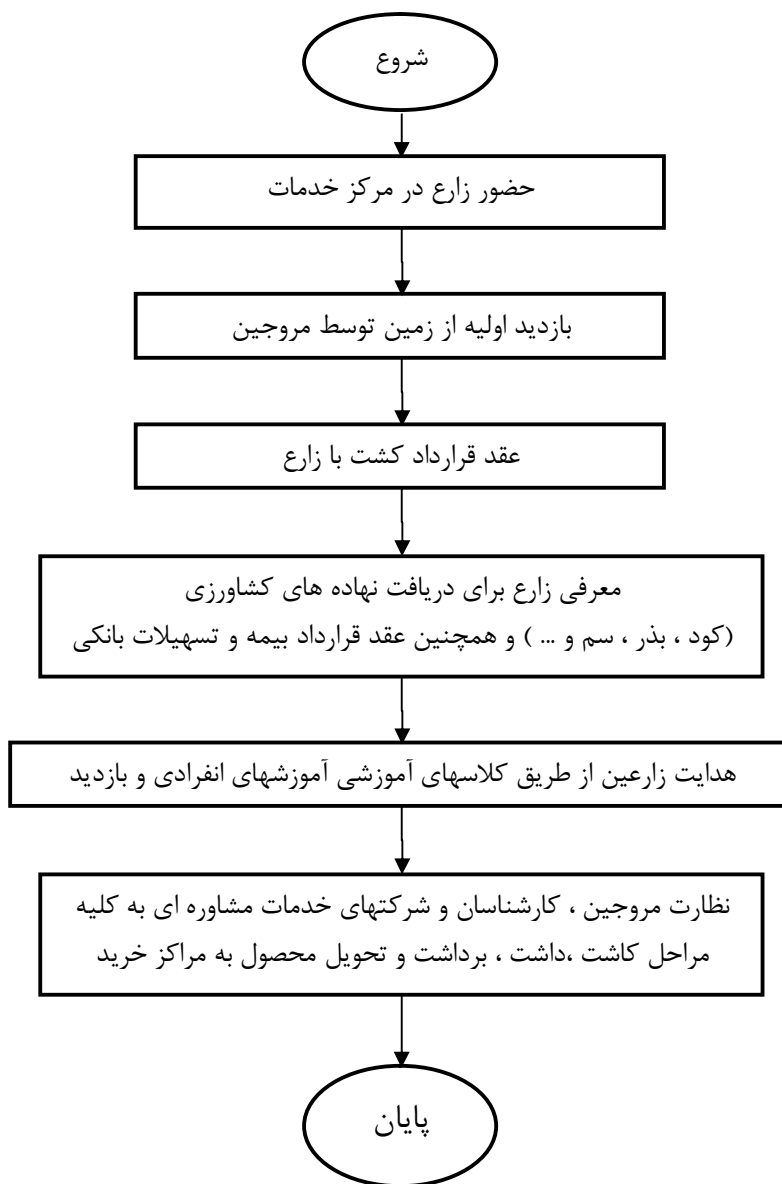 شروع
حضور زارع در مرکز خدمات
بازدید اولیه از زمین توسط مروجین
عقد قرارداد کشت با زارع
معرفی زارع برای دریافت نهاده های کشاورزی
(کود ، بذر ، سم و ... ) و همچنین عقد قرارداد بیمه و تسهیلات بانکی
هدایت زارعین از طریق کلاسهای آموزشی آموزشهای انفرادی و بازدید
نظارت مروجین ، کارشناسان و شرکتهای خدمات مشاوره ای به کلیه
مراحل کاشت ،داشت ، برداشت و تحویل محصول به مراکز خرید
پایان